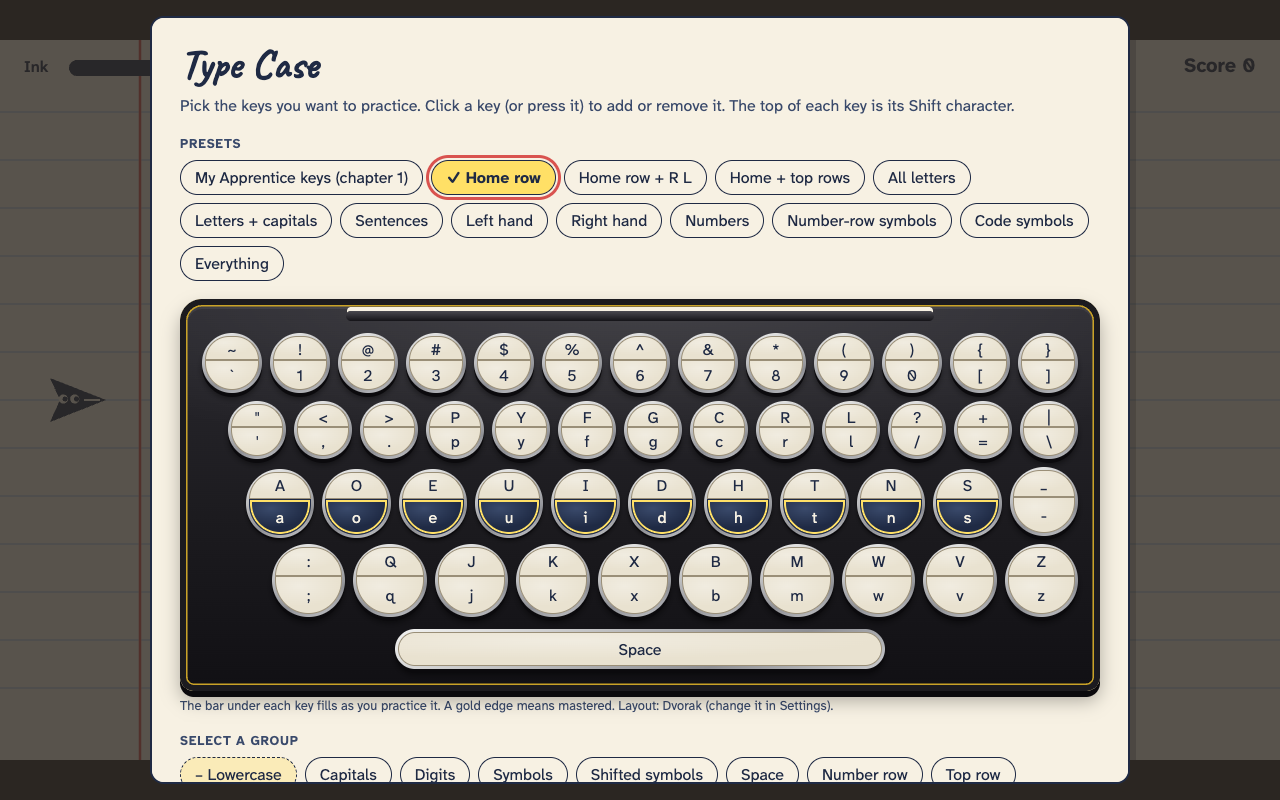 Ink
Score 0
Type Case
Pick the keys you want to practice. Click a key (or press it) to add or remove it. The top of each key is its Shift character.
PRESETS
My Apprentice keys (chapter 1) ✓ Home row Home row + R L Home + top rows All letters
Letters + capitals Sentences Left hand Right hand Numbers Number-row symbols Code symbols
Everything
~ ! @ # $ % ^ & * ( ) { }
` 1 2 3 4 5 6 7 8 9 0 [ ]
" < > P Y F G C R L ? + |
' , . p y f g c r l / = \
A O E U I D H T N S _
a o e u i d h t n s -
: Q J K X B M W V Z
; q j k x b m w v z
Space
The bar under each key fills as you practice it. A gold edge means mastered. Layout: Dvorak (change it in Settings).
SELECT A GROUP
– Lowercase Capitals Digits Symbols Shifted symbols Space Number row Top row